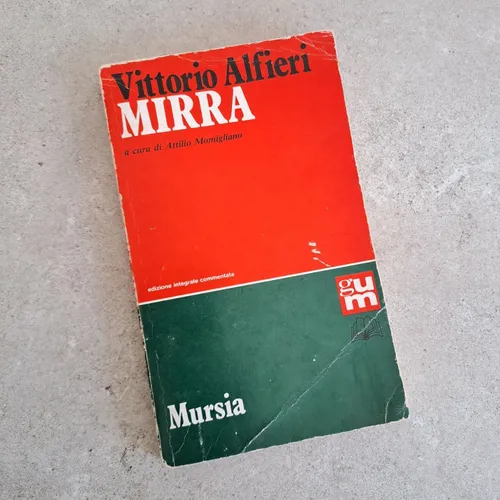 Vittorio Alfieri
MIRRA
a cura di Attilio Momigliano
edizione integrale commentata
gum
Mursia